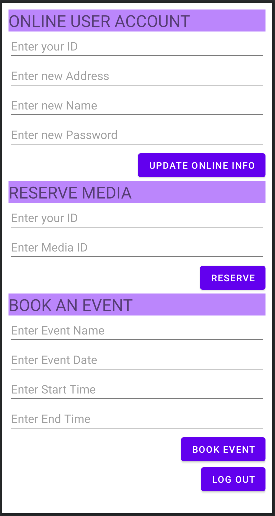 ONLINE USER ACCOUNT
Enter your ID
Enter new Address
Enter new Name
Enter new Password
UPDATE ONLINE INFO
RESERVE MEDIA
Enter your ID
Enter Media ID
RESERVE
BOOK AN EVENT
Enter Event Name
Enter Event Date
Enter Start Time
Enter End Time
BOOK EVENT
LOG OUT